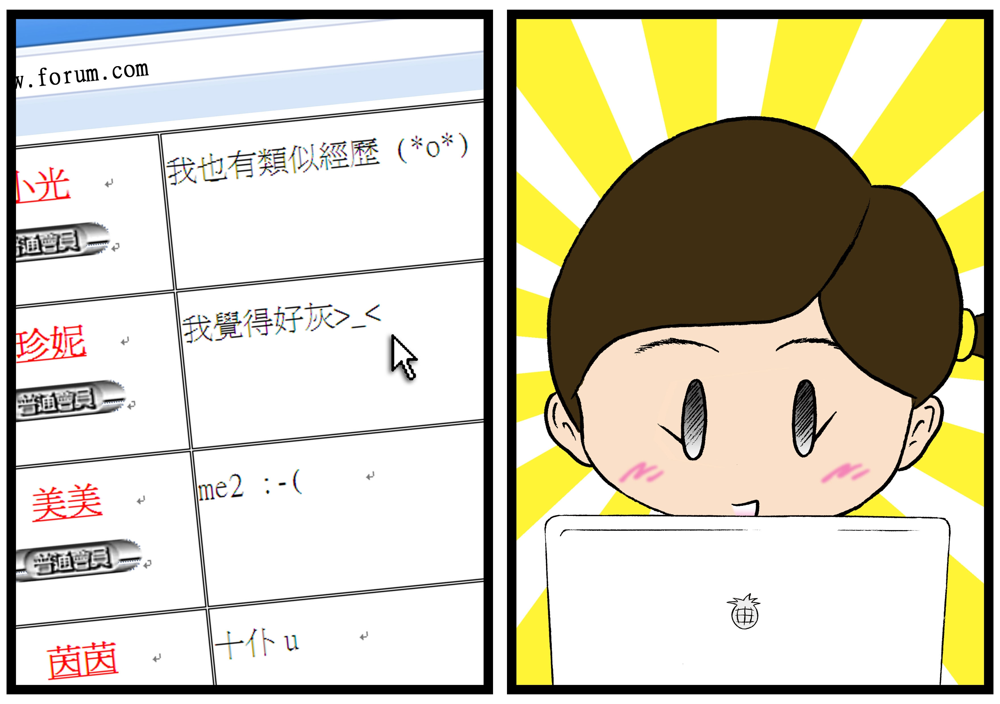 w.forum.com
小光
我也有類似經歷 (*o*)
普通會員
珍妮
我覺得好灰>_<
普通會員
美美
me2 :-(
普通會員
茵茵
十仆 u